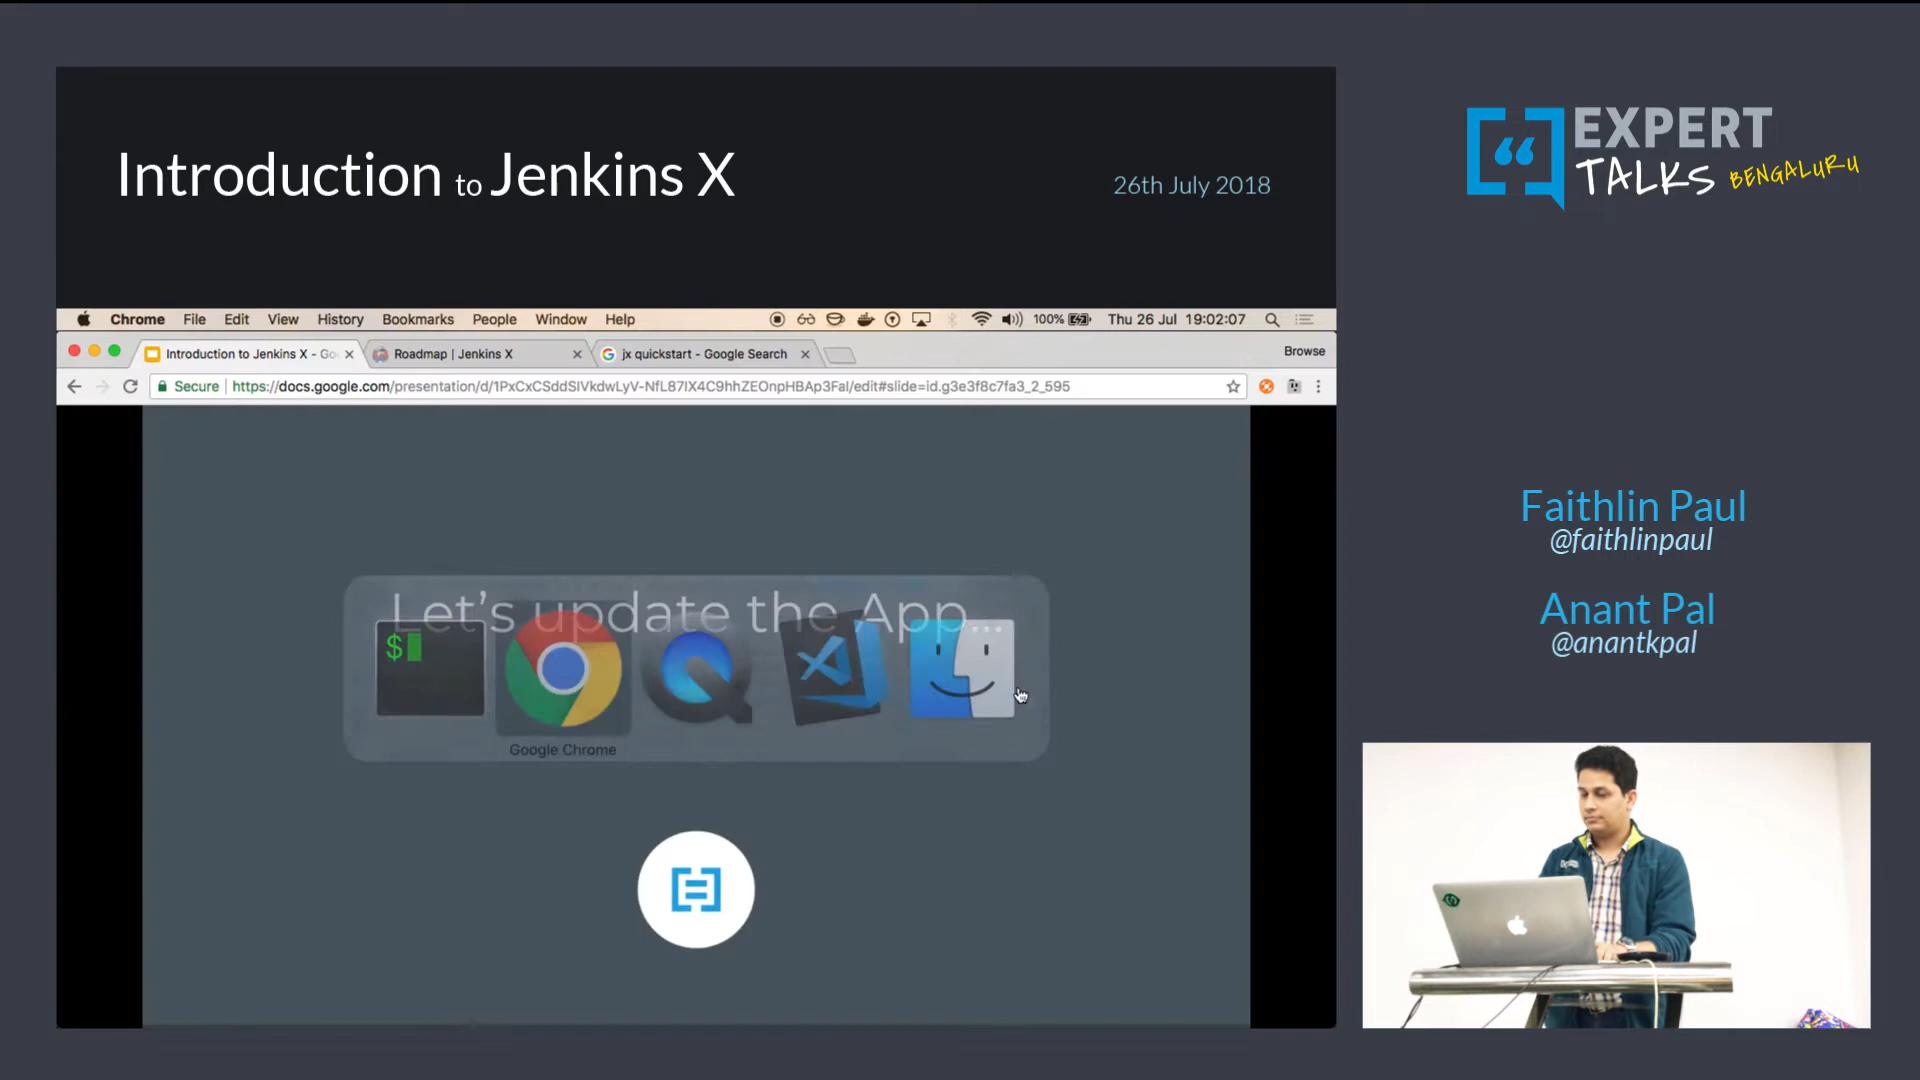 Introduction to Jenkins X
26th July 2018
EXPERT
TALKS BENGALURU
Chrome File Edit View History Bookmarks People Window Help 100% Thu 26 Jul 19:02:07
Introduction to Jenkins X - Go Roadmap | Jenkins X jx quickstart - Google Search Browse
Secure https://docs.google.com/presentation/d/1PxCxCSddSIVkdwLyV-NfL87IX4C9hhZEOnpHBAp3FaI/edit#slide=id.g3e3f8c7fa3_2_595
Let's update the App...
$
Google Chrome
Faithlin Paul
@faithlinpaul
Anant Pal
@anantkpal